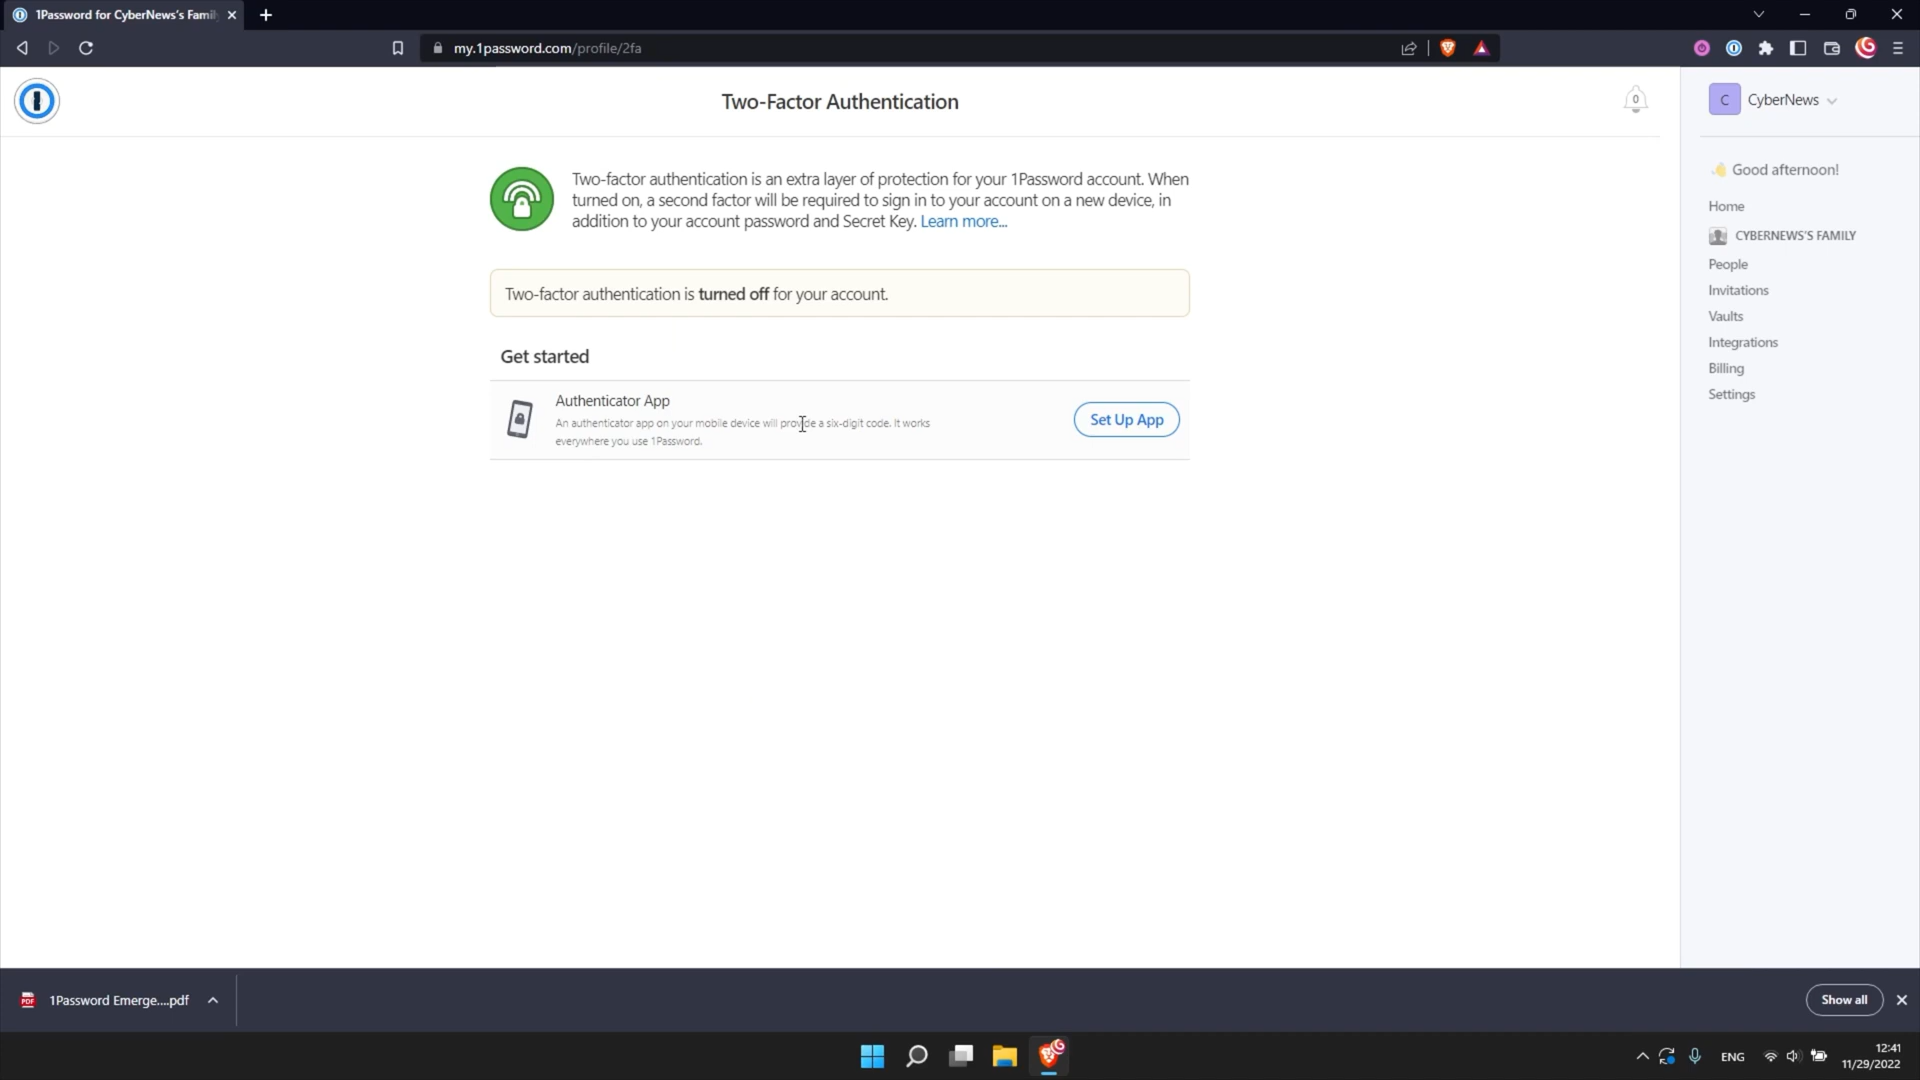 1Password for CyberNews's Famil
my.1password.com/profile/2fa
Two-Factor Authentication
0
C CyberNews
Two-factor authentication is an extra layer of protection for your 1Password account. When
turned on, a second factor will be required to sign in to your account on a new device, in
addition to your account password and Secret Key. Learn more...
Two-factor authentication is turned off for your account.
Get started
Authenticator App
An authenticator app on your mobile device will provide a six-digit code. It works
everywhere you use 1Password.
Set Up App
Good afternoon!
Home
CYBERNEWS'S FAMILY
People
Invitations
Vaults
Integrations
Billing
Settings
PDF 1Password Emerge....pdf
Show all
ENG
12:41
11/29/2022